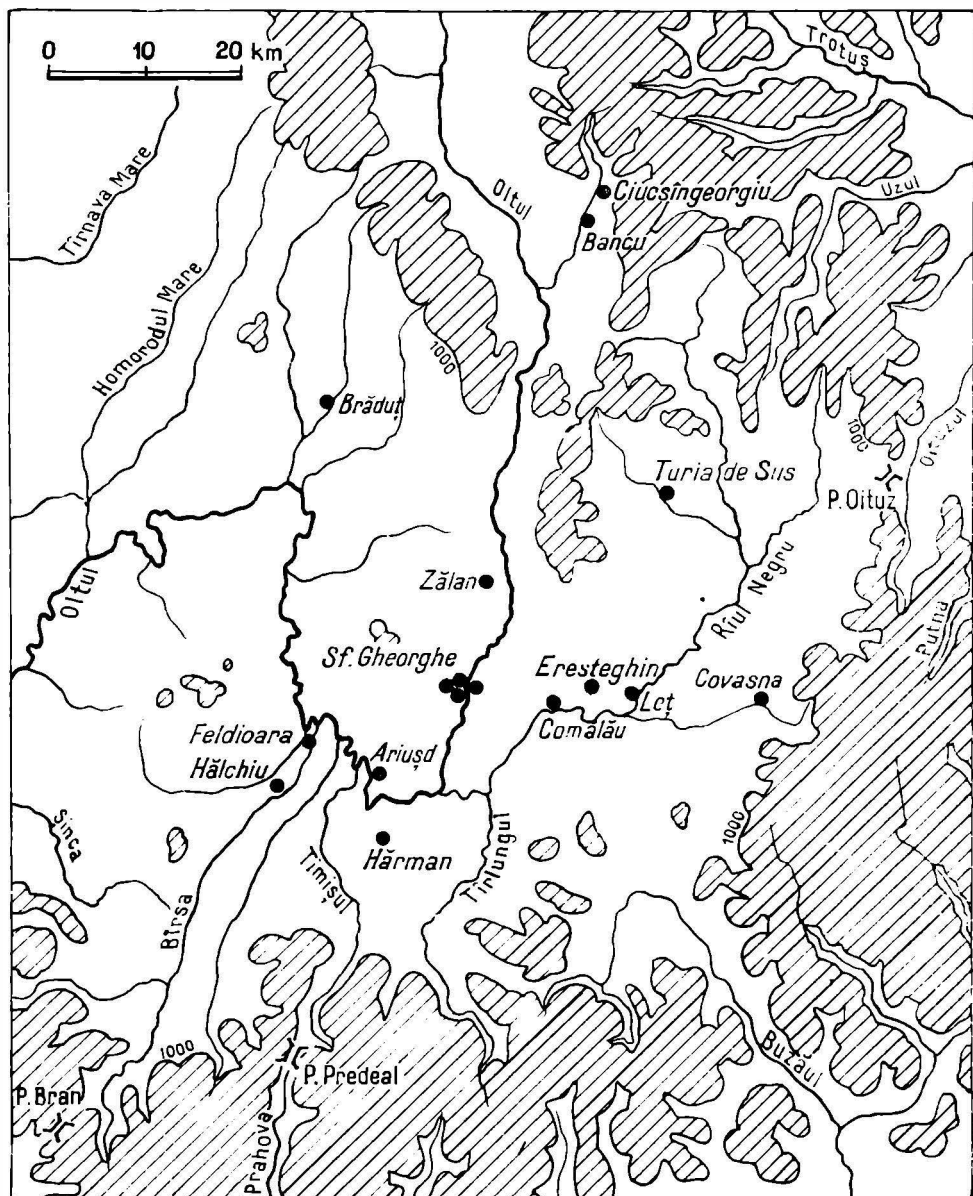 0 10 20 km
Trotuș
Oltul
Ciucsîngeorgiu
Uzul
Bancu
Tîrnava Mare
Homorodul Mare
1000
Brăduț
1000
Oituzul
Turia de Sus
P. Oituz
Zălan
Oltul
Rîul Negru
Putna
Sf. Gheorghe
Eresteghin
Covasna
Leț
Comalău
Feldioara
Ariușd
Hălchiu
Șinca
1000
Hărman
Timișul
Tîrlungul
Bîrsa
1000
Buzăul
P. Predeal
P. Bran
Prahova